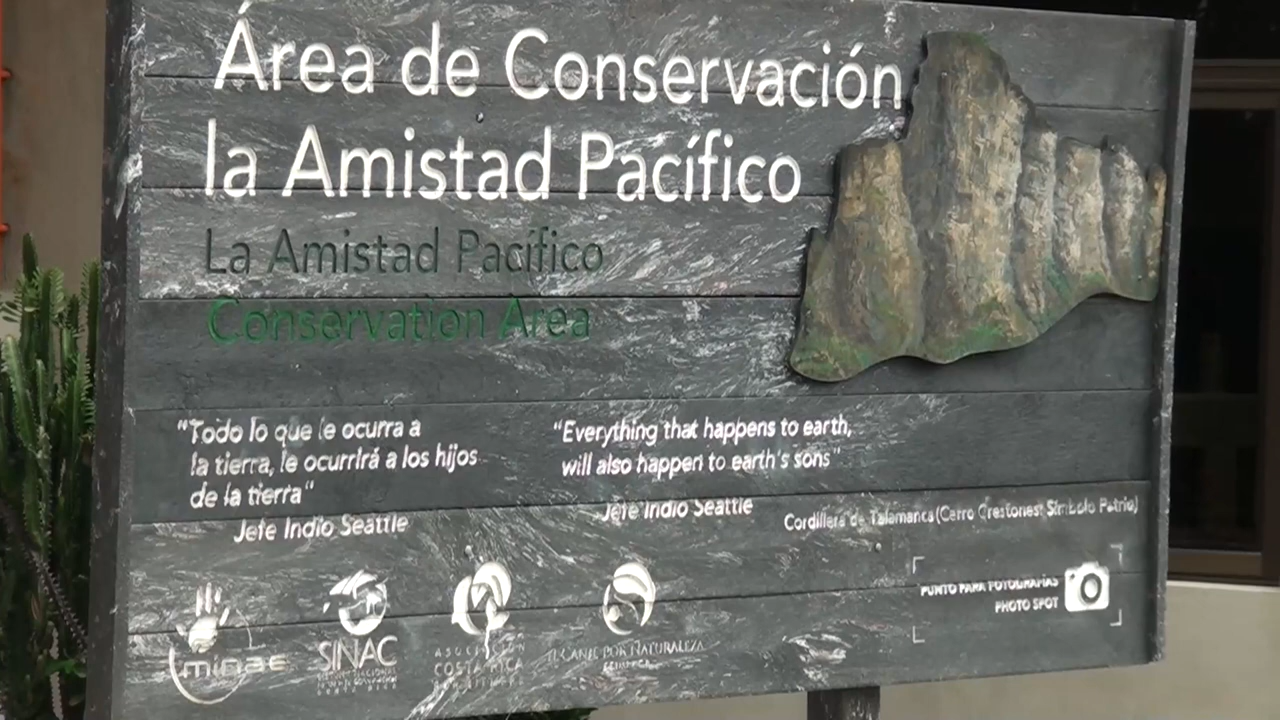 Área de Conservación
la Amistad Pacífico
La Amistad Pacífico
Conservation Area
"Todo lo que le ocurra a
la tierra, le ocurrirá a los hijos
de la tierra"
Jefe Indio Seattle
"Everything that happens to earth,
will also happen to earth's sons"
Jefe Indio Seattle
Cordillera de Talamanca (Cerro Crestones: Símbolo Patrio)
PUNTO PARA FOTOGRAFÍAS
PHOTO SPOT
minae
SINAC
ASOCIACIÓN
COSTA RICA